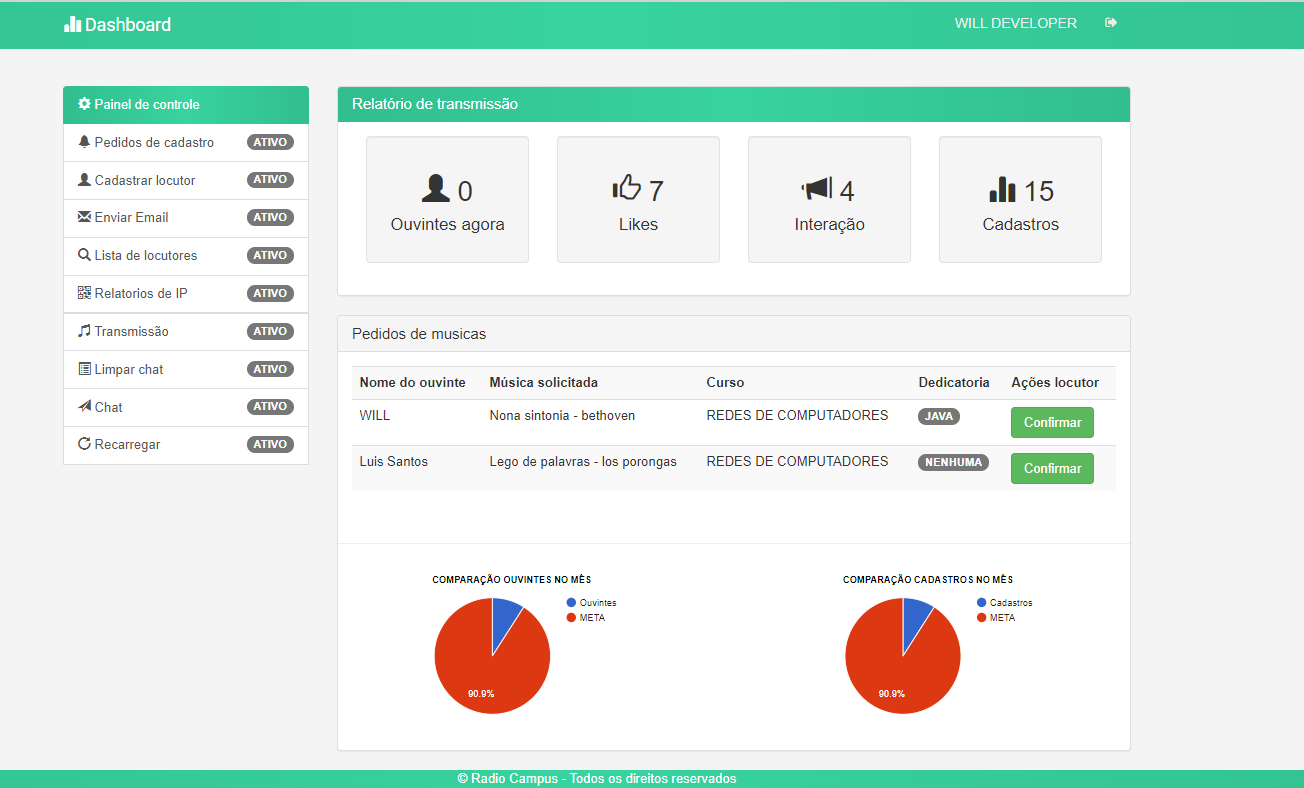 Dashboard
WILL DEVELOPER
Painel de controle
Pedidos de cadastro ATIVO
Cadastrar locutor ATIVO
Enviar Email ATIVO
Lista de locutores ATIVO
Relatorios de IP ATIVO
Transmissão ATIVO
Limpar chat ATIVO
Chat ATIVO
Recarregar ATIVO
Relatório de transmissão
0
Ouvintes agora
7
Likes
4
Interação
15
Cadastros
Pedidos de musicas
Nome do ouvinte Música solicitada Curso Dedicatoria Ações locutor
WILL Nona sintonia - bethoven REDES DE COMPUTADORES JAVA Confirmar
Luis Santos Lego de palavras - los porongas REDES DE COMPUTADORES NENHUMA Confirmar
COMPARAÇÃO OUVINTES NO MÊS
Ouvintes
META
90.9%
COMPARAÇÃO CADASTROS NO MÊS
Cadastros
META
90.9%
© Radio Campus - Todos os direitos reservados